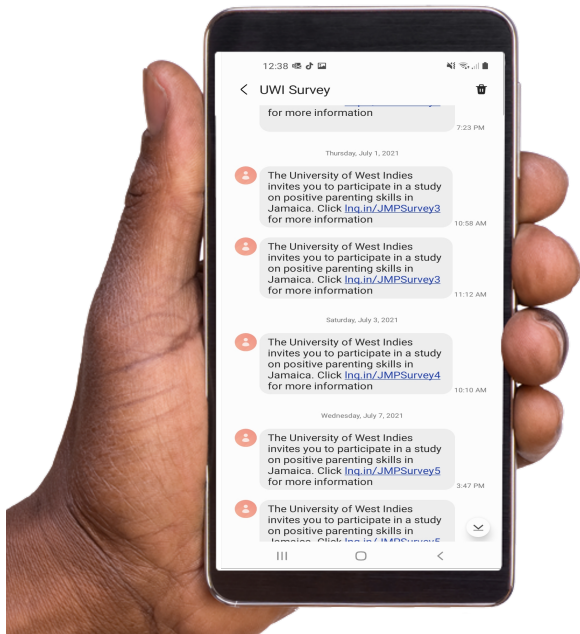 12:38
UWI Survey
for more information
7:23 PM
Thursday, July 1, 2021
The University of West Indies
invites you to participate in a study
on positive parenting skills in
Jamaica. Click lnq.in/JMPSurvey3
for more information
10:58 AM
The University of West Indies
invites you to participate in a study
on positive parenting skills in
Jamaica. Click lnq.in/JMPSurvey3
for more information
11:12 AM
Saturday, July 3, 2021
The University of West Indies
invites you to participate in a study
on positive parenting skills in
Jamaica. Click lnq.in/JMPSurvey4
for more information
10:10 AM
Wednesday, July 7, 2021
The University of West Indies
invites you to participate in a study
on positive parenting skills in
Jamaica. Click lnq.in/JMPSurvey5
for more information
3:47 PM
The University of West Indies
invites you to participate in a study
on positive parenting skills in
Jamaica. Click lnq.in/JMPSurvey5